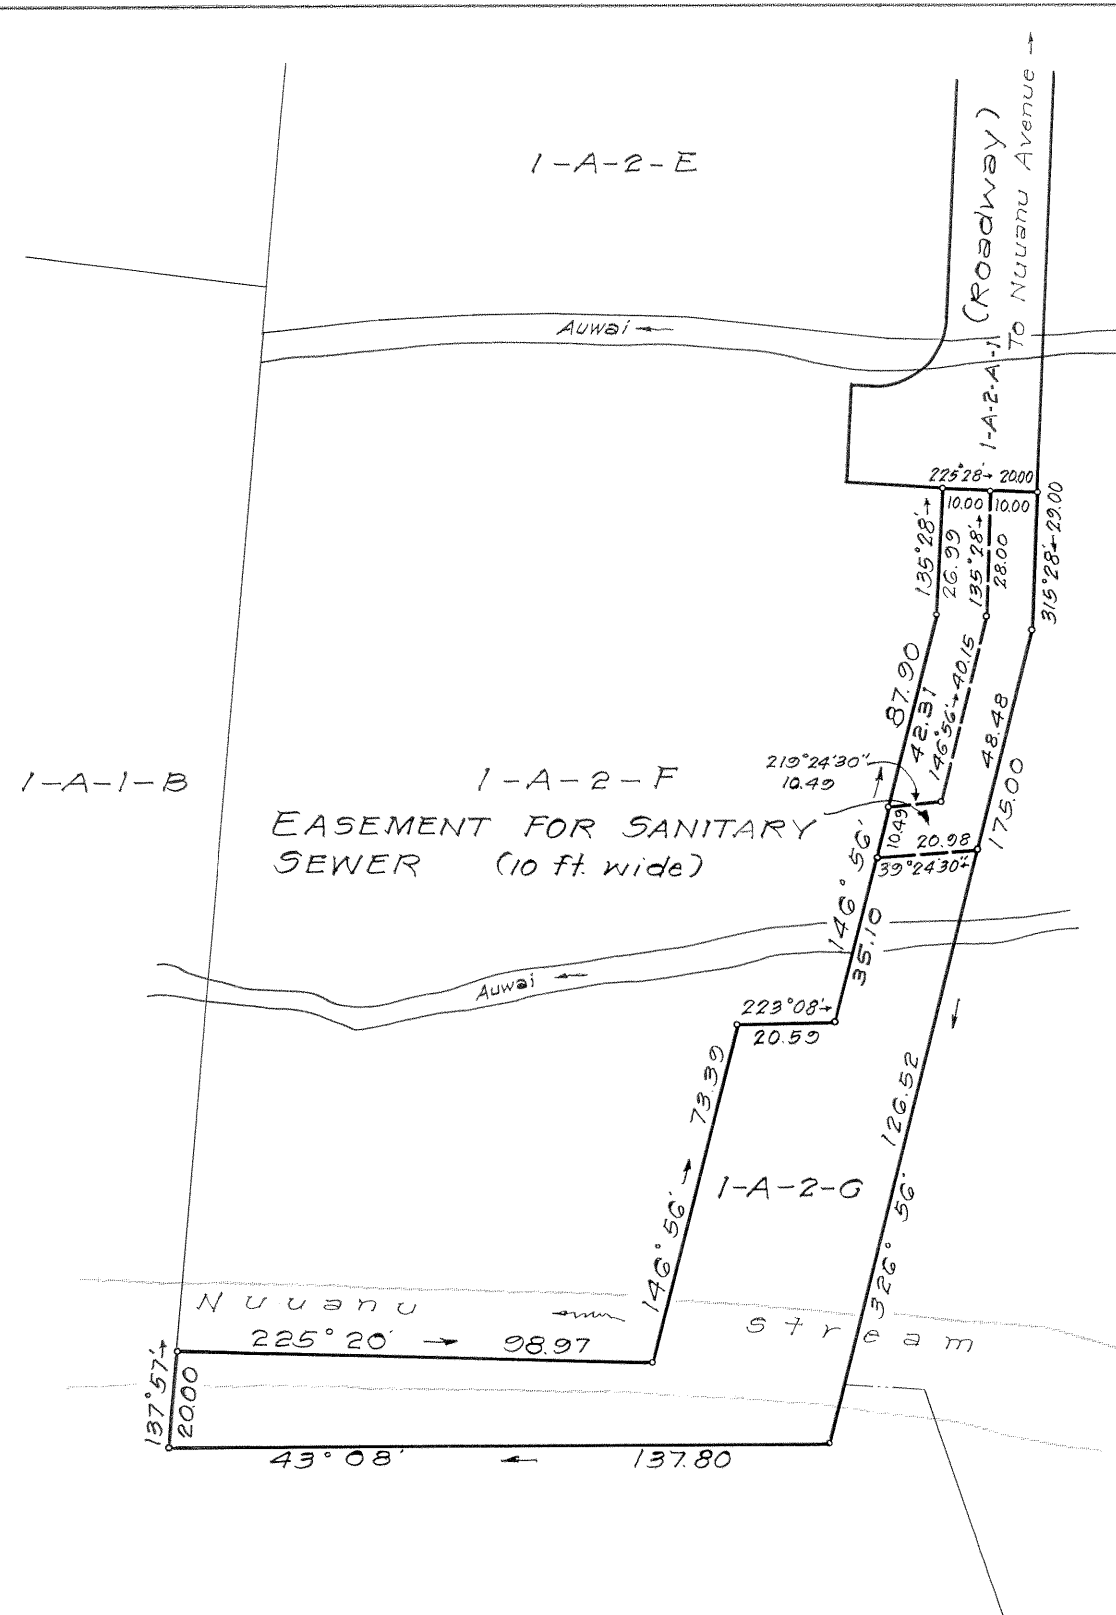 1-A-2-E
1-A-2-A-1 (Roadway)
To Nuuanu Avenue →
Auwai ←
225°28'→ 20.00
10.00 10.00
135°28'→
26.99
135°28'→
28.00
315°28'← 29.00
87.90
42.31
146°56'→ 40.15
48.48
175.00
1-A-1-B
1-A-2-F
219°24'30"
10.49
EASEMENT FOR SANITARY
SEWER (10 ft. wide)
10.49
20.98
39°24'30"←
146° 56' →
35.10
Auwai ←
223°08'→
20.59
73.39
146° 56' →
126.52
326° 56'
1-A-2-G
Nuuanu Stream
225° 20' → 98.97
137°57'→
20.00
43° 08' ← 137.80